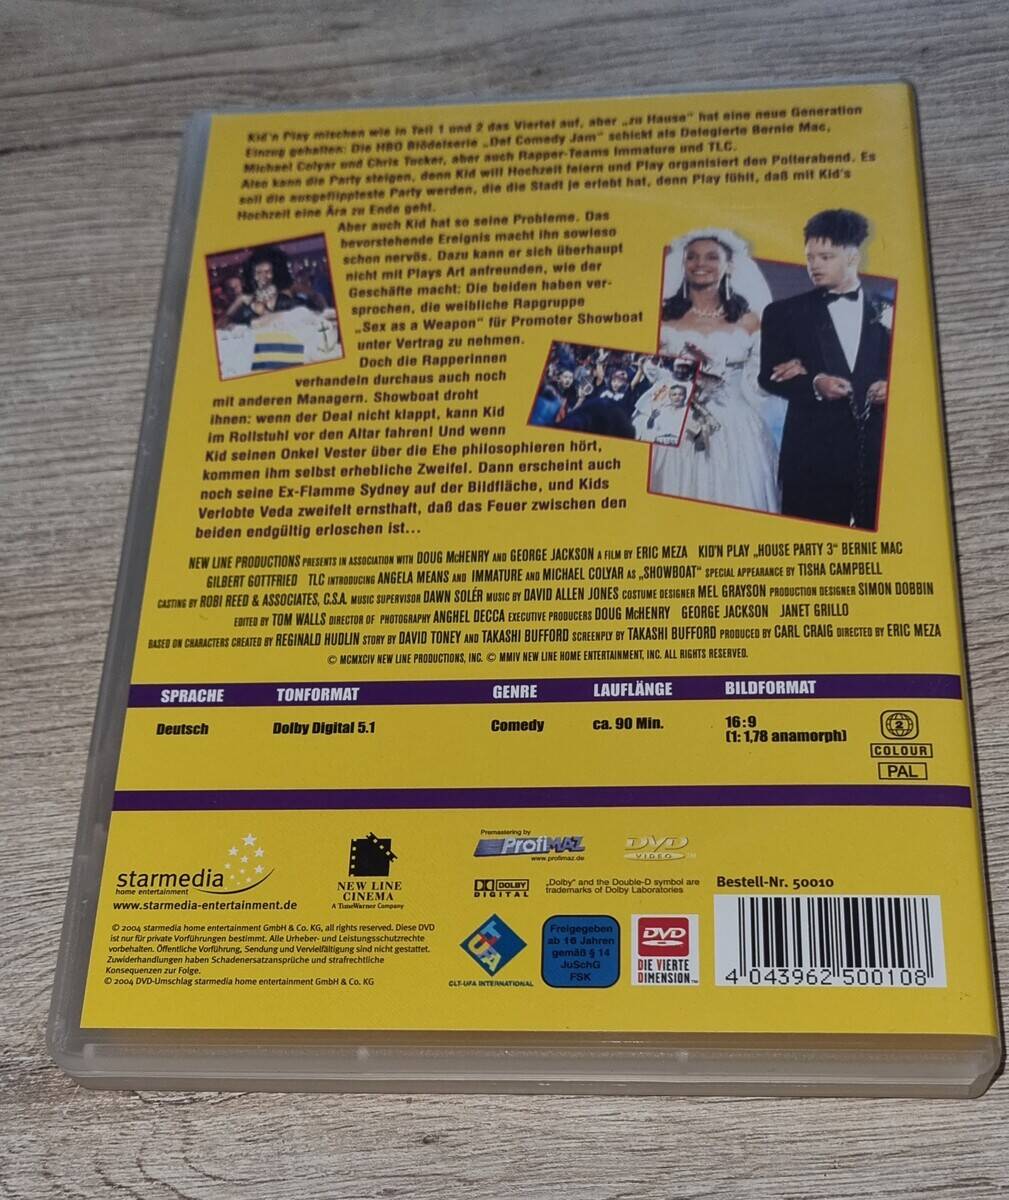 Kid'n Play mischen wie in Teil 1 und 2 das Viertel auf, aber „zu Hause" hat eine neue Generation
Einzug gehalten: Die HBO Blödelserie „Def Comedy Jam" schickt als Delegierte Bernie Mac,
Michael Colyar und Chris Tucker, aber auch Rapper-Teams Immature und TLC.
Also kann die Party steigen, denn Kid will Hochzeit feiern und Play organisiert den Polterabend. Es
soll die ausgeflippteste Party werden, die die Stadt je erlebt hat, denn Play fühlt, daß mit Kid's
Hochzeit eine Ära zu Ende geht.
Aber auch Kid hat so seine Probleme. Das
bevorstehende Ereignis macht ihn sowieso
schon nervös. Dazu kann er sich überhaupt
nicht mit Plays Art anfreunden, wie der
Geschäfte macht: Die beiden haben ver-
sprochen, die weibliche Rapgruppe
„Sex as a Weapon" für Promoter Showboat
unter Vertrag zu nehmen.
Doch die Rapperinnen
verhandeln durchaus auch noch
mit anderen Managern. Showboat droht
ihnen: wenn der Deal nicht klappt, kann Kid
im Rollstuhl vor den Altar fahren! Und wenn
Kid seinen Onkel Vester über die Ehe philosophieren hört,
kommen ihm selbst erhebliche Zweifel. Dann erscheint auch
noch seine Ex-Flamme Sydney auf der Bildfläche, und Kids
Verlobte Veda zweifelt ernsthaft, daß das Feuer zwischen den
beiden endgültig erloschen ist...
NEW LINE PRODUCTIONS PRESENTS IN ASSOCIATION WITH DOUG McHENRY AND GEORGE JACKSON A FILM BY ERIC MEZA KID'N PLAY „HOUSE PARTY 3" BERNIE MAC
GILBERT GOTTFRIED TLC INTRODUCING ANGELA MEANS AND IMMATURE AND MICHAEL COLYAR AS „SHOWBOAT" SPECIAL APPEARANCE BY TISHA CAMPBELL
CASTING BY ROBI REED & ASSOCIATES, C.S.A. MUSIC SUPERVISOR DAWN SOLÉR MUSIC BY DAVID ALLEN JONES COSTUME DESIGNER MEL GRAYSON PRODUCTION DESIGNER SIMON DOBBIN
EDITED BY TOM WALLS DIRECTOR OF PHOTOGRAPHY ANGHEL DECCA EXECUTIVE PRODUCERS DOUG McHENRY GEORGE JACKSON JANET GRILLO
BASED ON CHARACTERS CREATED BY REGINALD HUDLIN STORY BY DAVID TONEY AND TAKASHI BUFFORD SCREENPLY BY TAKASHI BUFFORD PRODUCED BY CARL CRAIG DIRECTED BY ERIC MEZA
© MCMXCIV NEW LINE PRODUCTIONS, INC. © MMIV NEW LINE HOME ENTERTAINMENT, INC. ALL RIGHTS RESERVED.
SPRACHE TONFORMAT GENRE LAUFLÄNGE BILDFORMAT
Deutsch Dolby Digital 5.1 Comedy ca. 90 Min. 16:9
(1: 1,78 anamorph)
2
COLOUR
PAL
starmedia
home entertainment
www.starmedia-entertainment.de
NEW LINE
CINEMA
A TimeWarner Company
Premastering by
ProfiMAZ
www.profimaz.de
DVD
VIDEO
DOLBY
DIGITAL
„Dolby" and the Double-D symbol are
trademarks of Dolby Laboratories
Bestell-Nr. 50010
© 2004 starmedia home entertainment GmbH & Co. KG, all rights reserved. Diese DVD
ist nur für private Vorführungen bestimmt. Alle Urheber- und Leistungsschutzrechte
vorbehalten. Öffentliche Vorführung, Sendung und Vervielfältigung sind nicht gestattet.
Zuwiderhandlungen haben Schadenersatzansprüche und strafrechtliche
Konsequenzen zur Folge.
© 2004 DVD-Umschlag starmedia home entertainment GmbH & Co. KG
UFA
CLT-UFA INTERNATIONAL
Freigegeben
ab 16 Jahren
gemäß § 14
JuSchG
FSK
DVD
DIE VIERTE
DIMENSION™
4 043962 500108